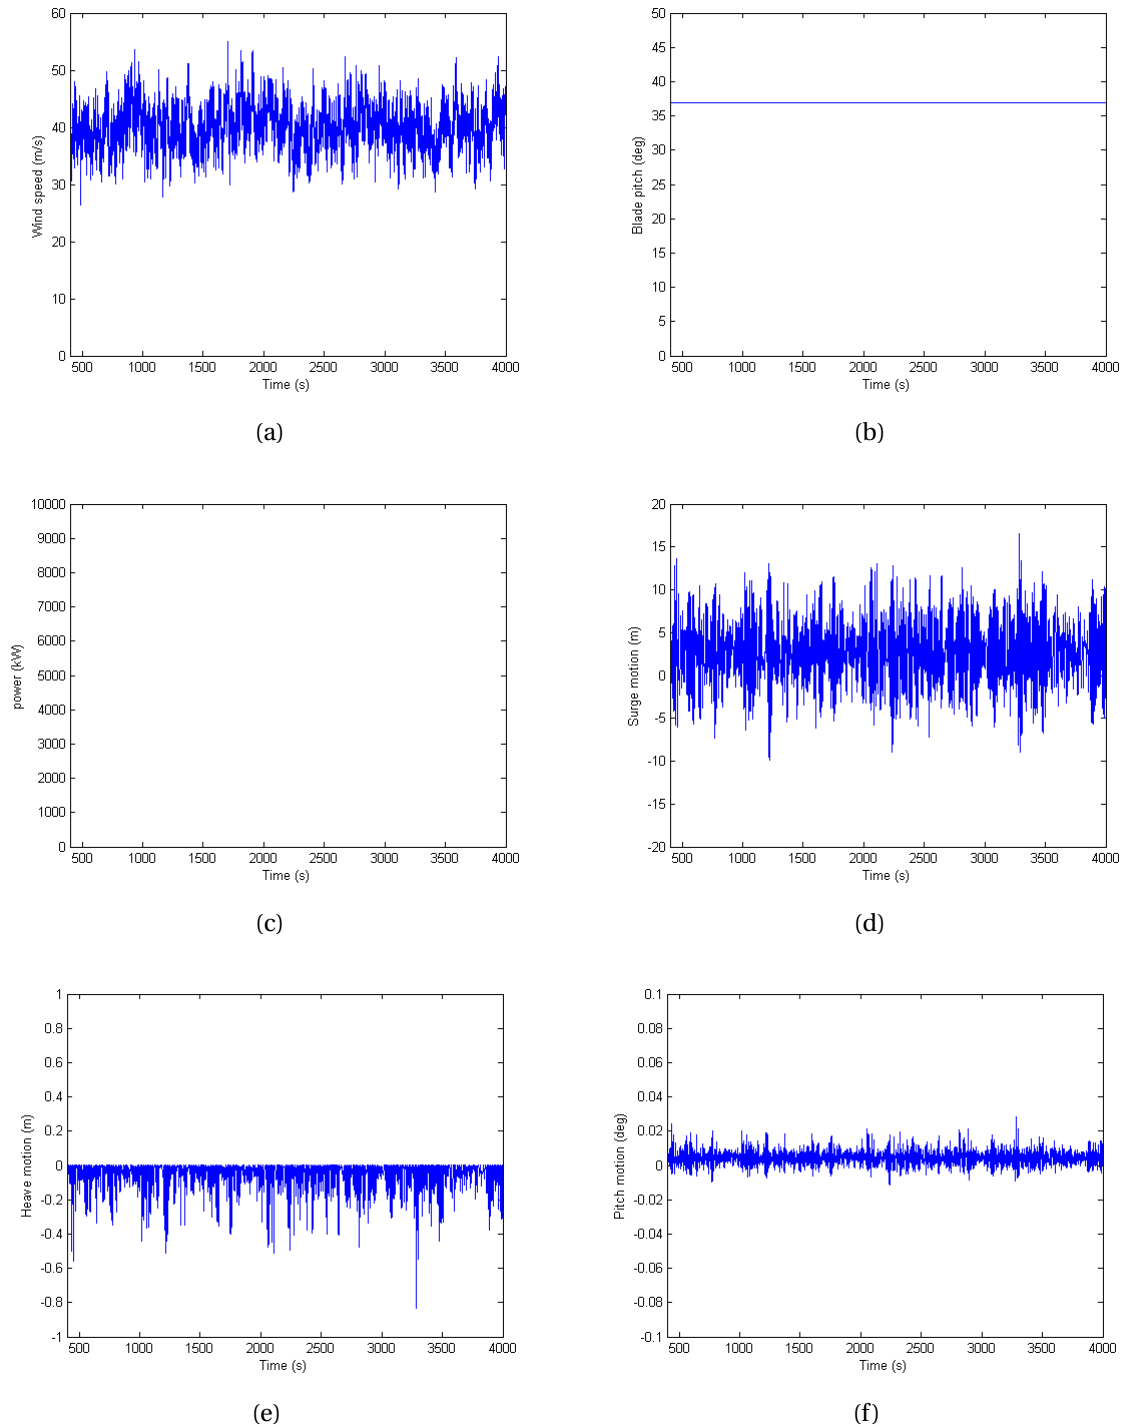 60
50
40
30
20
10
0
Wind speed (m/s)
500 1000 1500 2000 2500 3000 3500 4000
Time (s)
(a)
50
45
40
35
30
25
20
15
10
5
0
Blade pitch (deg)
500 1000 1500 2000 2500 3000 3500 4000
Time (s)
(b)
10000
9000
8000
7000
6000
5000
4000
3000
2000
1000
0
power (kW)
500 1000 1500 2000 2500 3000 3500 4000
Time (s)
(c)
20
15
10
5
0
-5
-10
-15
-20
Surge motion (m)
500 1000 1500 2000 2500 3000 3500 4000
Time (s)
(d)
1
0.8
0.6
0.4
0.2
0
-0.2
-0.4
-0.6
-0.8
-1
Heave motion (m)
500 1000 1500 2000 2500 3000 3500 4000
Time (s)
(e)
0.1
0.08
0.06
0.04
0.02
0
-0.02
-0.04
-0.06
-0.08
-0.1
Pitch motion (deg)
500 1000 1500 2000 2500 3000 3500 4000
Time (s)
(f)